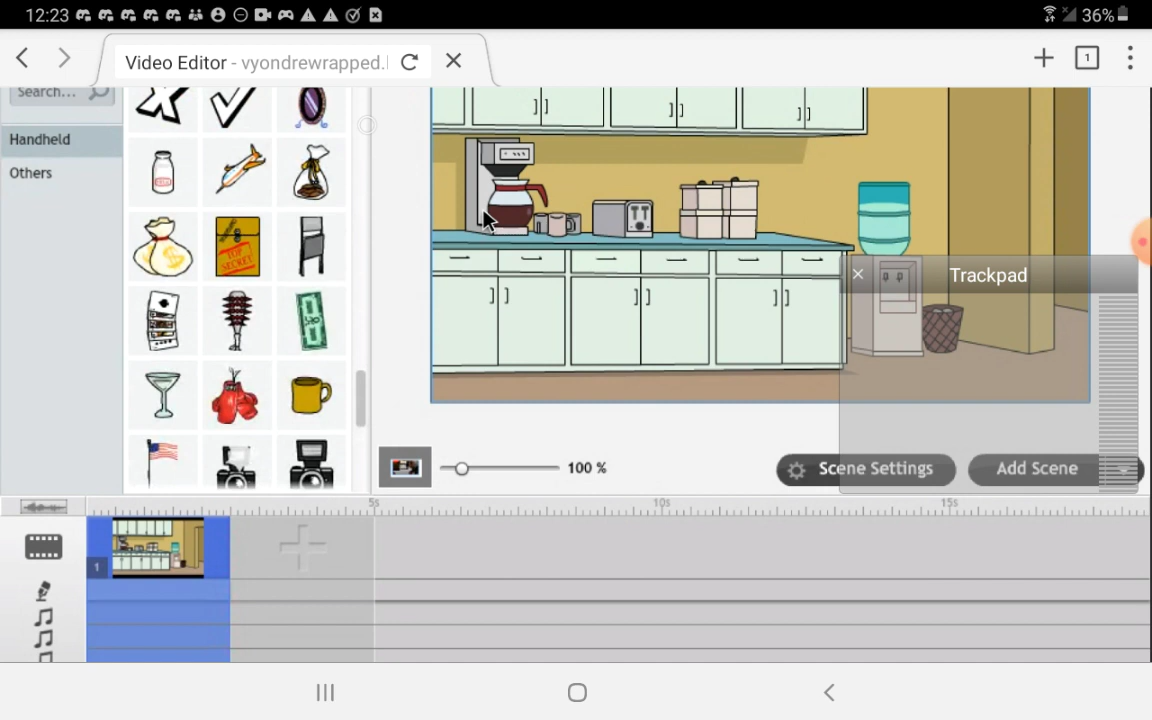 12:23
36%
Video Editor - vyondrewrapped.
1
Search...
Handheld
Others
TOP
SECRET
Trackpad
100 %
Scene Settings
Add Scene
5s
10s
15s
1